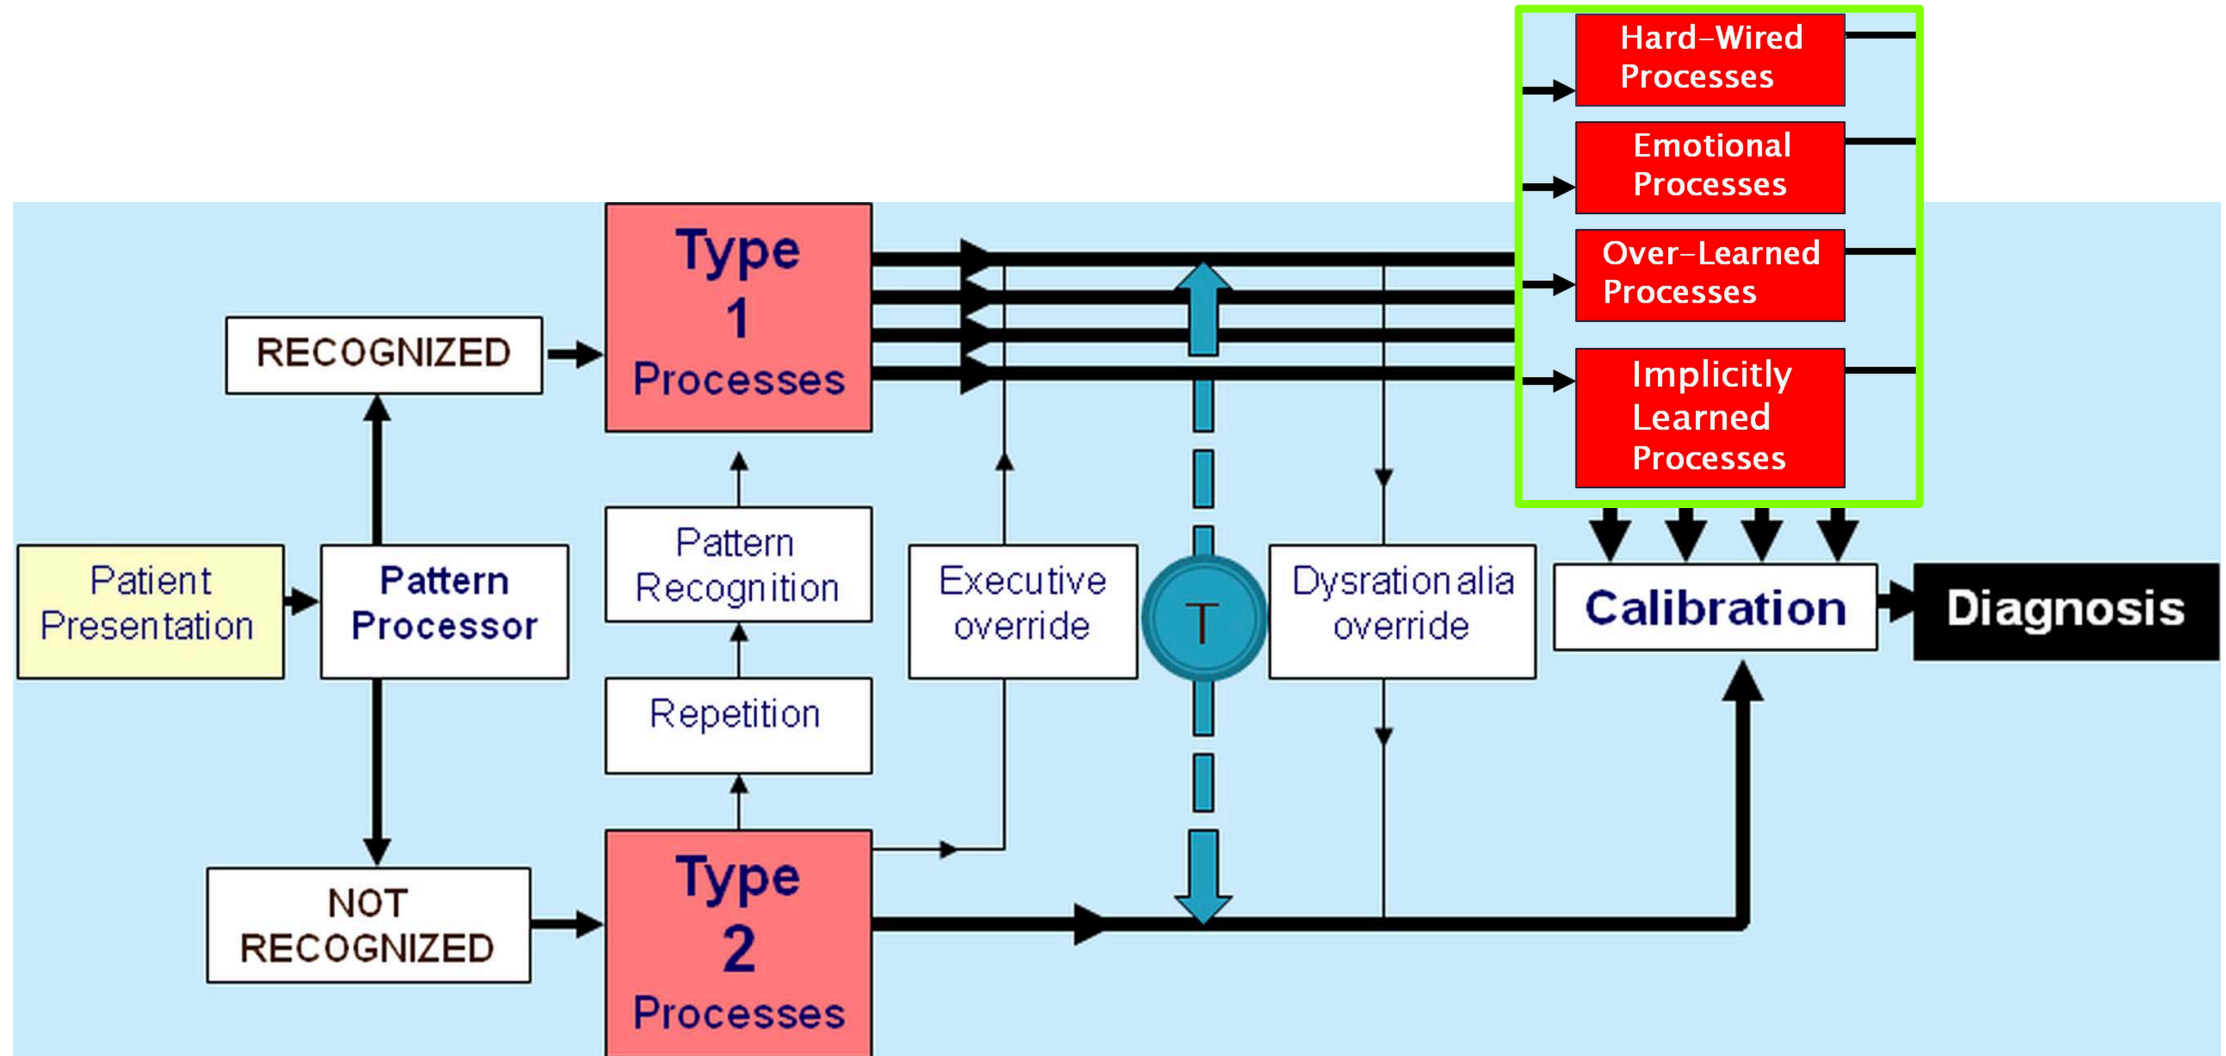 Hard-Wired
Processes
Emotional
Processes
Over-Learned
Processes
Implicitly
Learned
Processes
Type
1
Processes
RECOGNIZED
Pattern
Recognition
Patient
Presentation
Pattern
Processor
Executive
override
T
Dysrationalia
override
Calibration
Diagnosis
Repetition
Type
2
Processes
NOT
RECOGNIZED